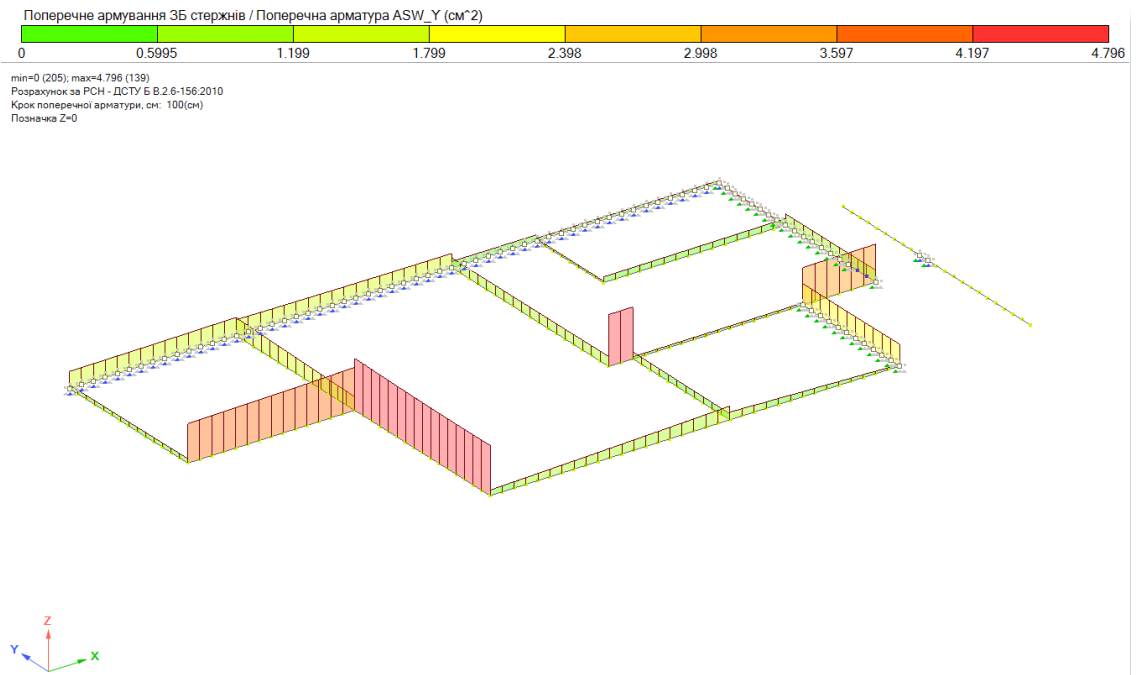 Поперечне армування ЗБ стержнів / Поперечна арматура ASW_Y (см^2)
0 0.5995 1.199 1.799 2.398 2.998 3.597 4.197 4.796
min=0 (205); max=4.796 (139)
Розрахунок за РСН - ДСТУ Б В.2.6-156:2010
Крок поперечної арматури, см: 100(см)
Позначка Z=0
Z
Y
X